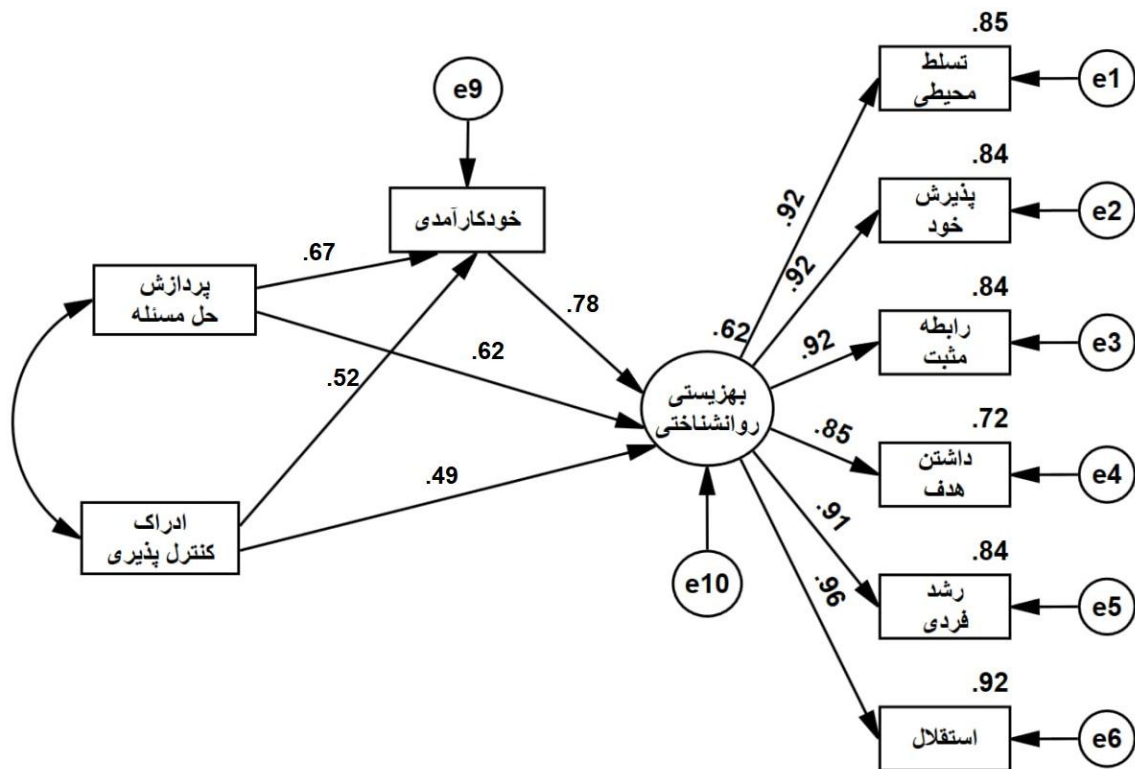 .85
تسلط
محیطی
e1
e9
.84
پذیرش
خود
e2
.92
خودکارآمدی
.67
پردازش
حل مسئله
.92
.78
.84
رابطه
مثبت
e3
.62
.92
.62
.52
بهزیستی
روانشناختی
.85
.72
داشتن
هدف
e4
.49
ادراک
کنترل پذیری
.91
.84
رشد
فردی
e5
e10
.96
.92
استقلال
e6